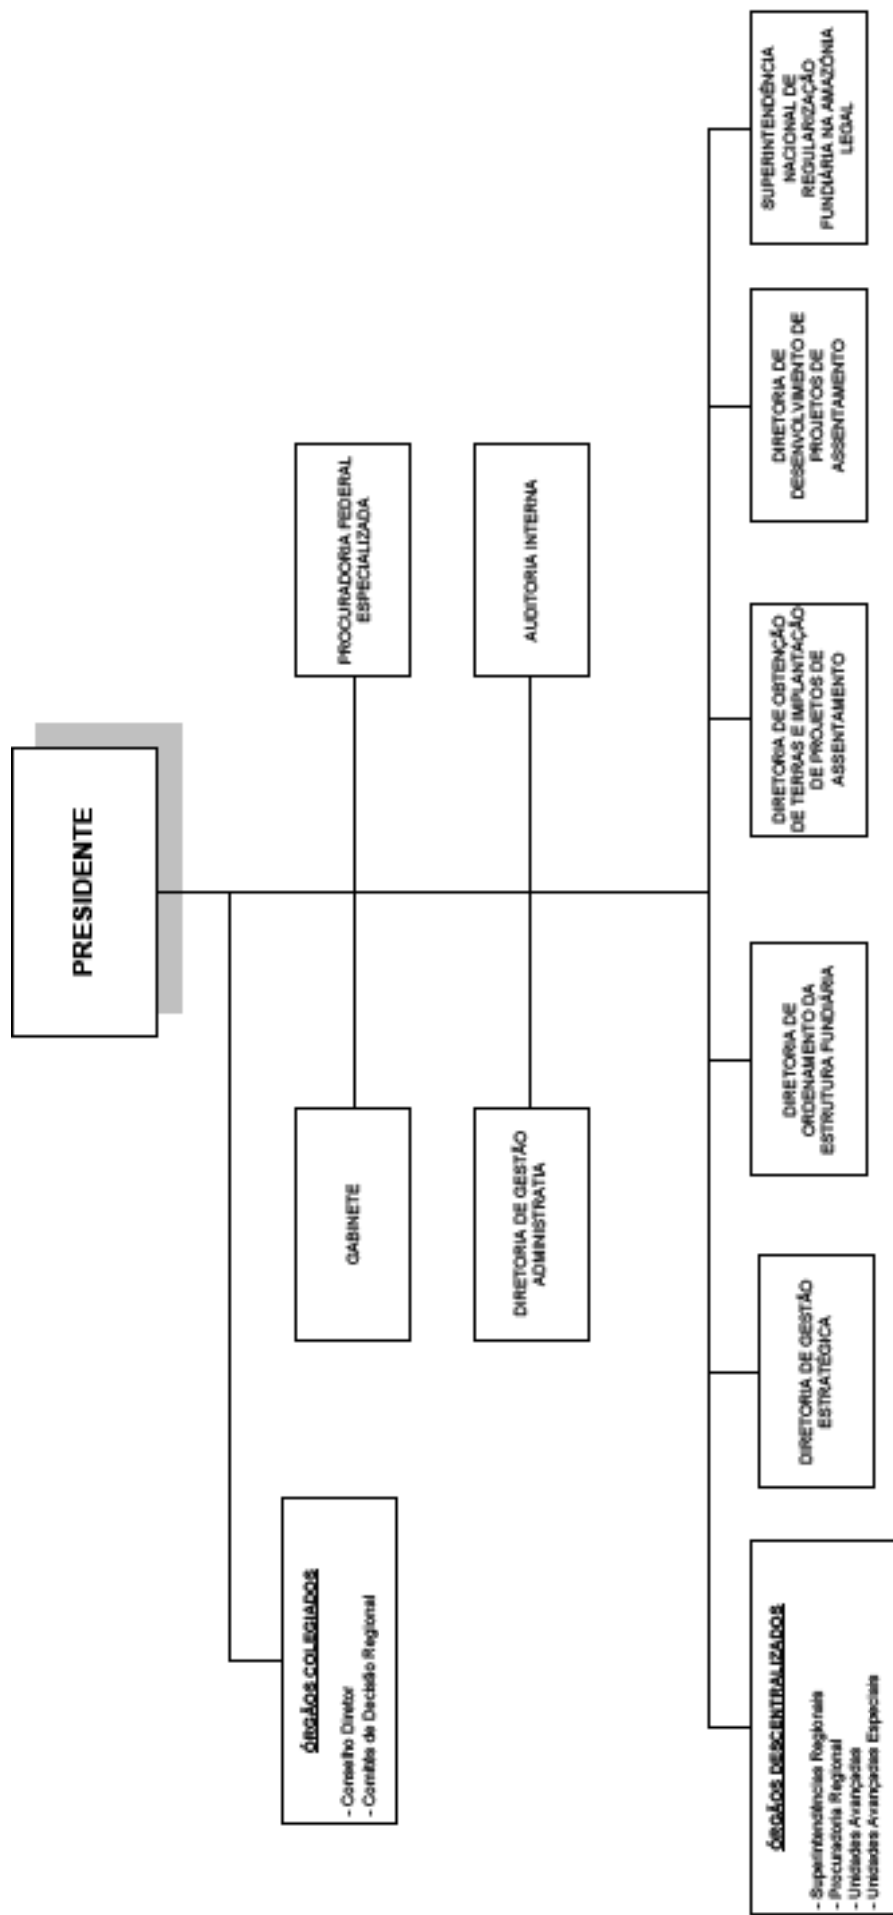 PRESIDENTE
ÓRGÃOS COLEGIADOS
- Conselho Diretor
- Comitês de Decisão Regional
GABINETE
PROCURADORIA FEDERAL
ESPECIALIZADA
DIRETORIA DE GESTÃO
ADMINISTRATIA
AUDITORIA INTERNA
ÓRGÃOS DESCENTRALIZADOS
- Superintendências Regionais
- Procuradoria Regional
- Unidades Avançadas
- Unidades Avançadas Especiais
DIRETORIA DE GESTÃO
ESTRATÉGICA
DIRETORIA DE
ORDENAMENTO DA
ESTRUTURA FUNDIÁRIA
DIRETORIA DE OBTENÇÃO
DE TERRAS E IMPLANTAÇÃO
DE PROJETOS DE
ASSENTAMENTO
DIRETORIA DE
DESENVOLVIMENTO DE
PROJETOS DE
ASSENTAMENTO
SUPERINTENDÊNCIA
NACIONAL DE
REGULARIZAÇÃO
FUNDIÁRIA NA AMAZÔNIA
LEGAL